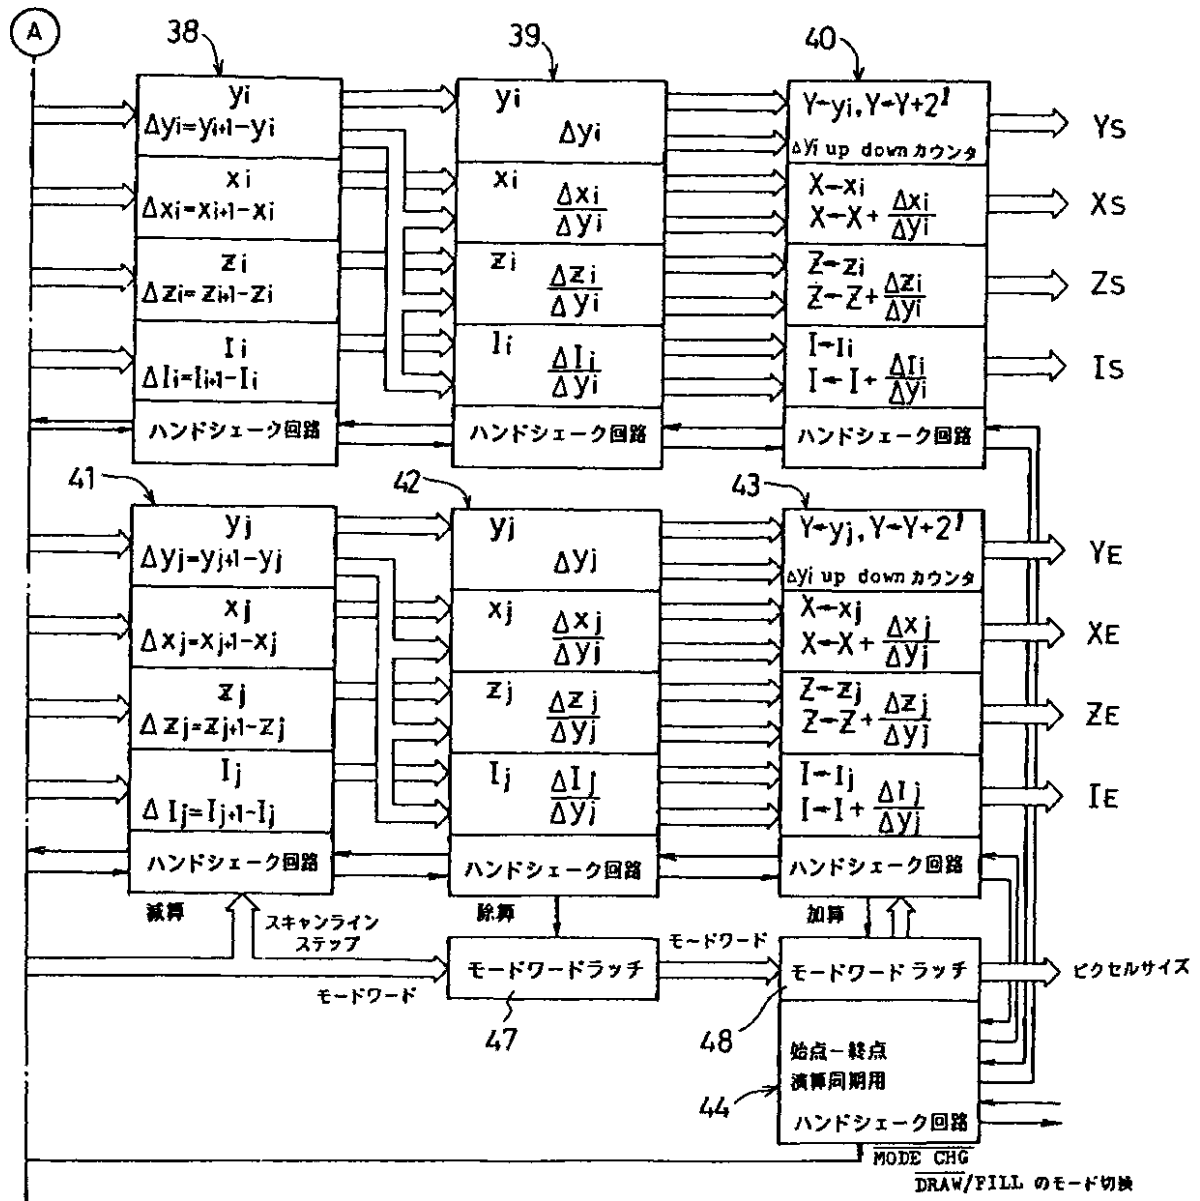 A
38
yi
Δyi=yi+1-yi
xi
Δxi=xi+1-xi
zi
Δzi=zi+1-zi
Ii
ΔIi=Ii+1-Ii
ハンドシェーク回路
39
yi
Δyi
xi Δxi/Δyi
zi Δzi/Δyi
Ii ΔIi/Δyi
ハンドシェーク回路
40
Y←yi, Y←Y+2^l
Δyi up down カウンタ
X←xi
X←X+Δxi/Δyi
Z←zi
Z←Z+Δzi/Δyi
I←Ii
I←I+ΔIi/Δyi
ハンドシェーク回路
YS
XS
ZS
IS
41
yj
Δyj=yj+1-yj
xj
Δxj=xj+1-xj
zj
Δzj=zj+1-zj
Ij
ΔIj=Ij+1-Ij
ハンドシェーク回路
減算
42
yj
Δyj
xj Δxj/Δyj
zj Δzj/Δyj
Ij ΔIj/Δyj
ハンドシェーク回路
除算
43
Y←yj, Y←Y+2^l
Δyi up down カウンタ
X←xj
X←X+Δxj/Δyj
Z←zj
Z←Z+Δzj/Δyj
I←Ij
I←I+ΔIj/Δyj
ハンドシェーク回路
加算
YE
XE
ZE
IE
スキャンライン
ステップ
モードワード
モードワードラッチ
47
モードワード
モードワード ラッチ
48
ピクセルサイズ
始点－終点
演算同期用
44
ハンドシェーク回路
MODE CHG
DRAW/FILL のモード切換